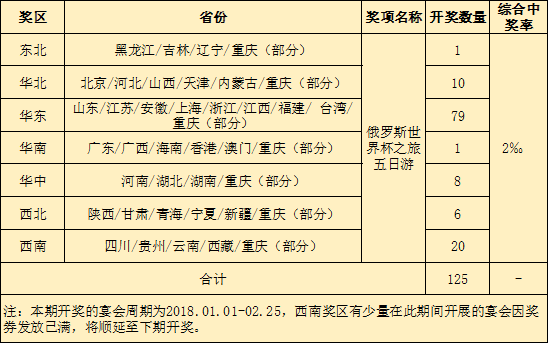 奖区 省份 奖项名称 开奖数量 综合中
奖率
东北 黑龙江/吉林/辽宁/重庆（部分） 1
华北 北京/河北/山西/天津/内蒙古/重庆（部分） 10
华东 山东/江苏/安徽/上海/浙江/江西/福建/ 台湾/
重庆（部分） 79
华南 广东/广西/海南/香港/澳门/重庆（部分） 1
俄罗斯世
界杯之旅
五日游
2‰
华中 河南/湖北/湖南/重庆（部分） 8
西北 陕西/甘肃/青海/宁夏/新疆/重庆（部分） 6
西南 四川/贵州/云南/西藏/重庆（部分） 20
合计 125 -
注：本期开奖的宴会周期为2018.01.01-02.25，西南奖区有少量在此期间开展的宴会因奖
券发放已满，将顺延至下期开奖。